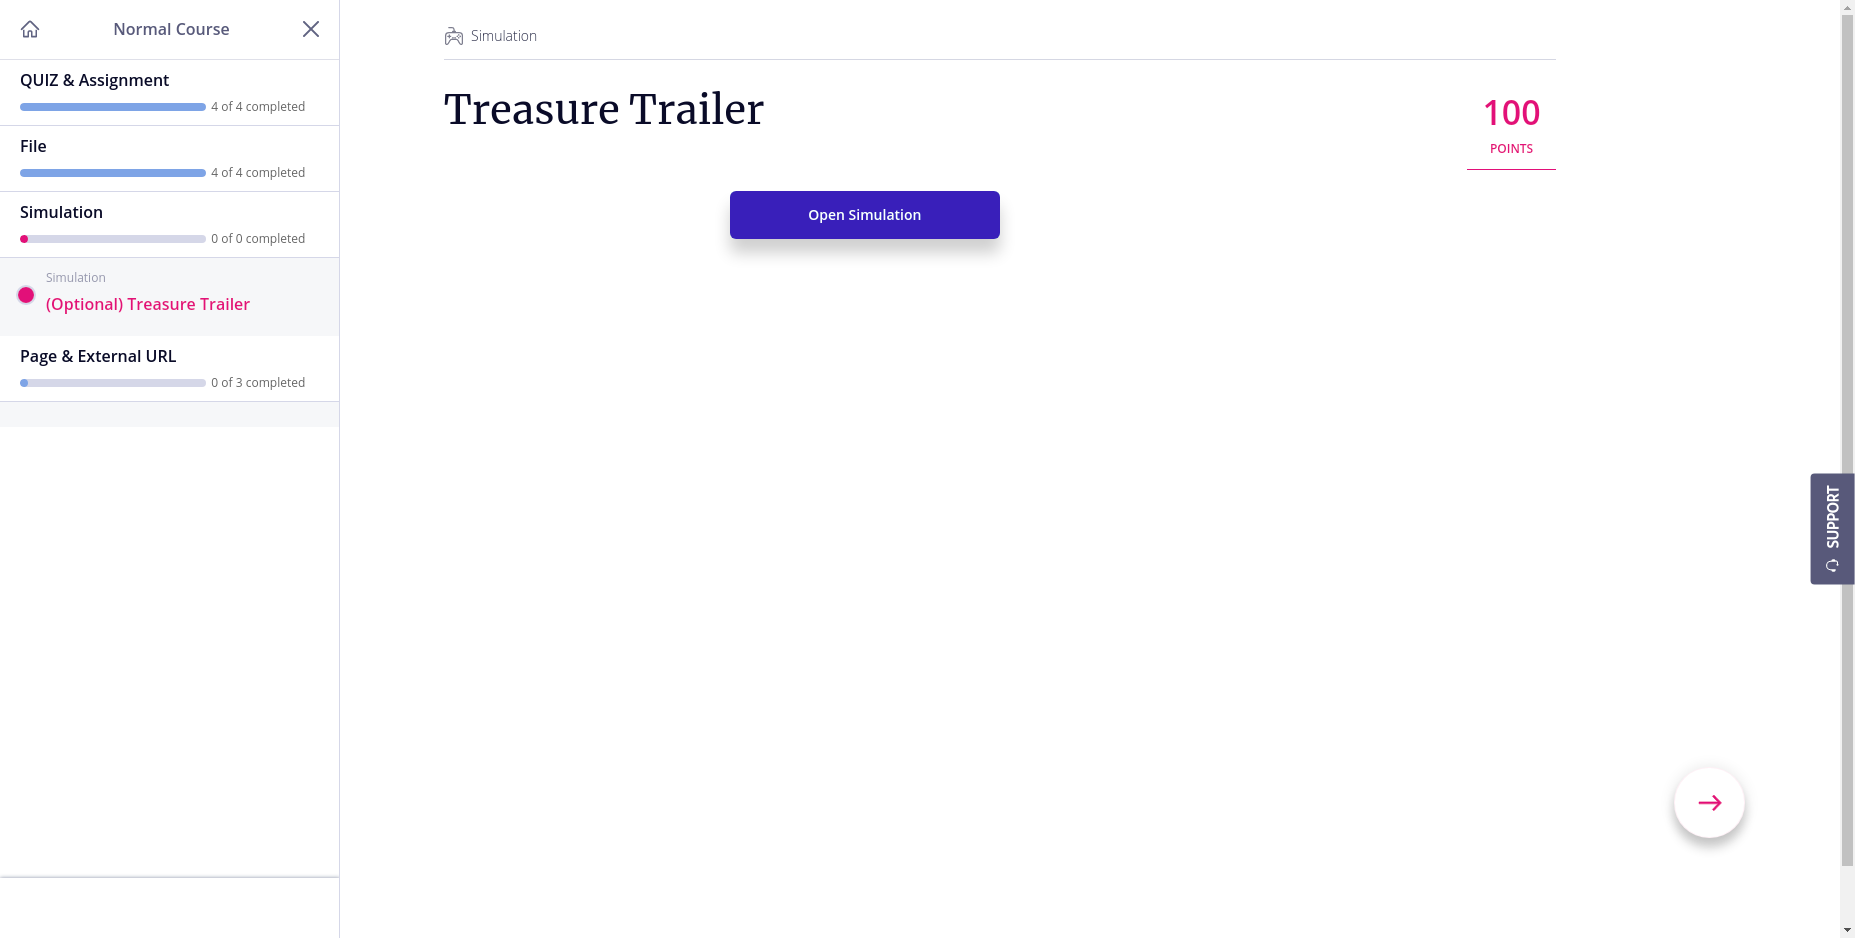 Normal Course
QUIZ & Assignment
4 of 4 completed
File
4 of 4 completed
Simulation
0 of 0 completed
Simulation
(Optional) Treasure Trailer
Page & External URL
0 of 3 completed
Simulation
Treasure Trailer
100
POINTS
Open Simulation
SUPPORT